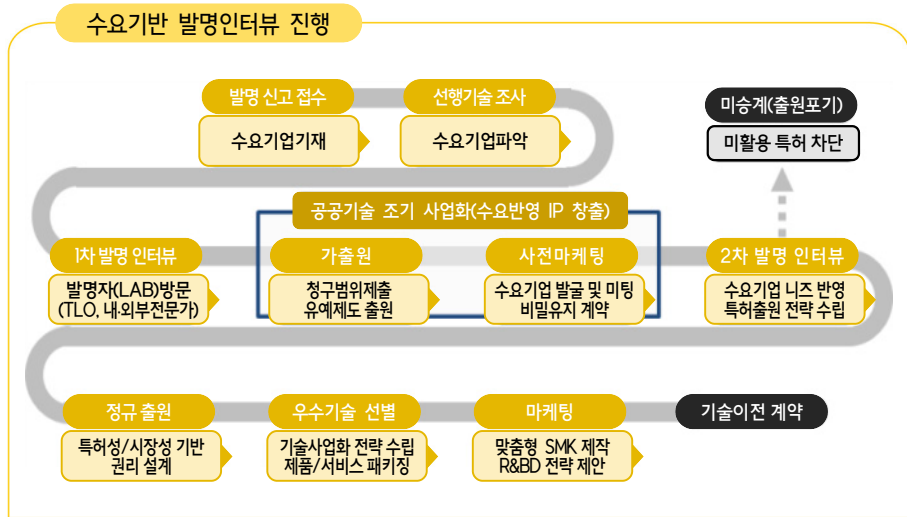 수요기반 발명인터뷰 진행
발명 신고 접수
수요기업기재
선행기술 조사
수요기업파악
미승계(출원포기)
미활용 특허 차단
공공기술 조기 사업화(수요반영 IP 창출)
1차 발명 인터뷰
발명자(LAB)방문
(TLO, 내·외부전문가)
가출원
청구범위제출
유예제도 출원
사전마케팅
수요기업 발굴 및 미팅
비밀유지 계약
2차 발명 인터뷰
수요기업 니즈 반영
특허출원 전략 수립
정규 출원
특허성/시장성 기반
권리 설계
우수기술 선별
기술사업화 전략 수립
제품/서비스 패키징
마케팅
맞춤형 SMK 제작
R&BD 전략 제안
기술이전 계약